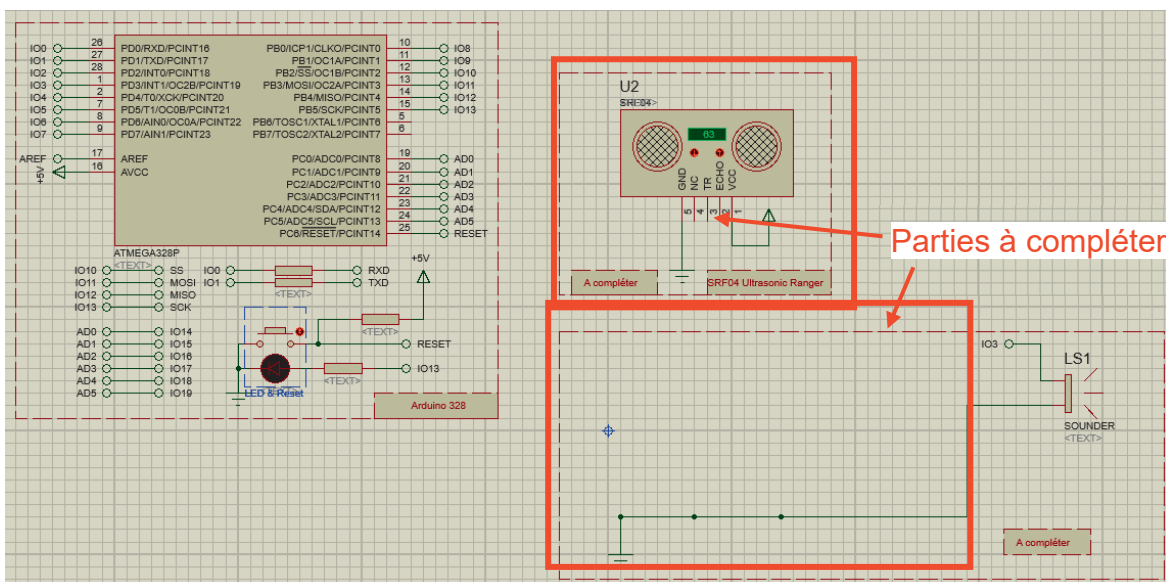 IO0 26 PD0/RXD/PCINT16 PB0/ICP1/CLKO/PCINT0 10 IO8
IO1 27 PD1/TXD/PCINT17 PB1/OC1A/PCINT1 11 IO9
IO2 28 PD2/INT0/PCINT18 PB2/SS/OC1B/PCINT2 12 IO10
IO3 1 PD3/INT1/OC2B/PCINT19 PB3/MOSI/OC2A/PCINT3 13 IO11
IO4 2 PD4/T0/XCK/PCINT20 PB4/MISO/PCINT4 14 IO12
IO5 7 PD5/T1/OC0B/PCINT21 PB5/SCK/PCINT5 15 IO13
IO6 8 PD6/AIN0/OC0A/PCINT22 PB6/TOSC1/XTAL1/PCINT6 5
IO7 9 PD7/AIN1/PCINT23 PB7/TOSC2/XTAL2/PCINT7 6
AREF 17 AREF PC0/ADC0/PCINT8 19 AD0
+5V 16 AVCC PC1/ADC1/PCINT9 20 AD1
PC2/ADC2/PCINT10 21 AD2
PC3/ADC3/PCINT11 22 AD3
PC4/ADC4/SDA/PCINT12 23 AD4
PC5/ADC5/SCL/PCINT13 24 AD5
PC6/RESET/PCINT14 25 RESET
ATMEGA328P
<TEXT>
IO10 SS
IO11 MOSI
IO12 MISO
IO13 SCK
IO0 RXD
IO1 TXD
<TEXT>
+5V
AD0 IO14
AD1 IO15
AD2 IO16
AD3 IO17
AD4 IO18
AD5 IO19
<TEXT>
RESET
IO13
<TEXT>
LED & Reset
Arduino 328
U2
SRF04
63
GND
NC
TR
ECHO
VCC
5 4 3 2 1
A compléter
SRF04 Ultrasonic Ranger
Parties à compléter
IO3
LS1
SOUNDER
<TEXT>
A compléter